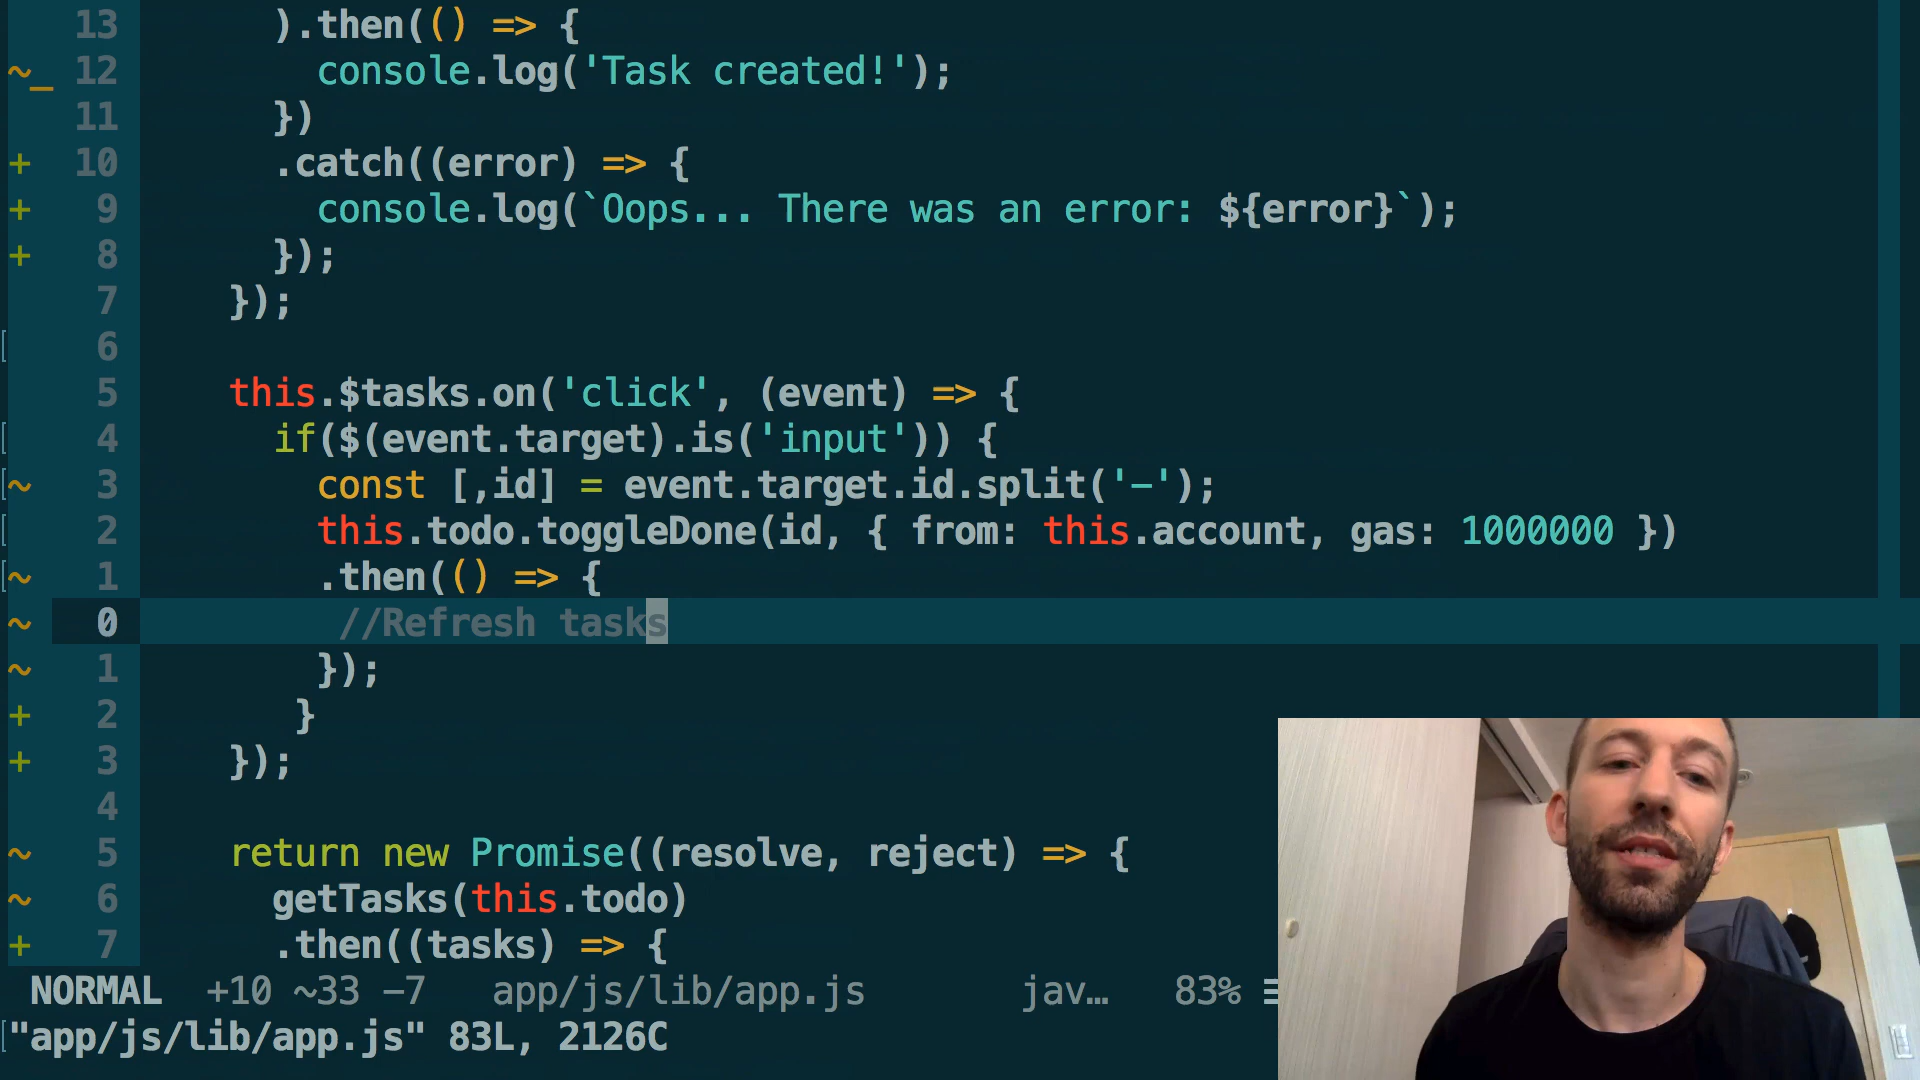 13 ).then(() => {
~_ 12 console.log('Task created!');
11 })
+ 10 .catch((error) => {
+ 9 console.log(`Oops... There was an error: ${error}`);
+ 8 });
7 });
6
5 this.$tasks.on('click', (event) => {
4 if($(event.target).is('input')) {
~ 3 const [,id] = event.target.id.split('-');
2 this.todo.toggleDone(id, { from: this.account, gas: 1000000 })
~ 1 .then(() => {
~ 0 //Refresh tasks
~ 1 });
+ 2 }
+ 3 });
4
~ 5 return new Promise((resolve, reject) => {
~ 6 getTasks(this.todo)
+ 7 .then((tasks) => {
NORMAL +10 ~33 -7 app/js/lib/app.js jav… 83% ☰
"app/js/lib/app.js" 83L, 2126C